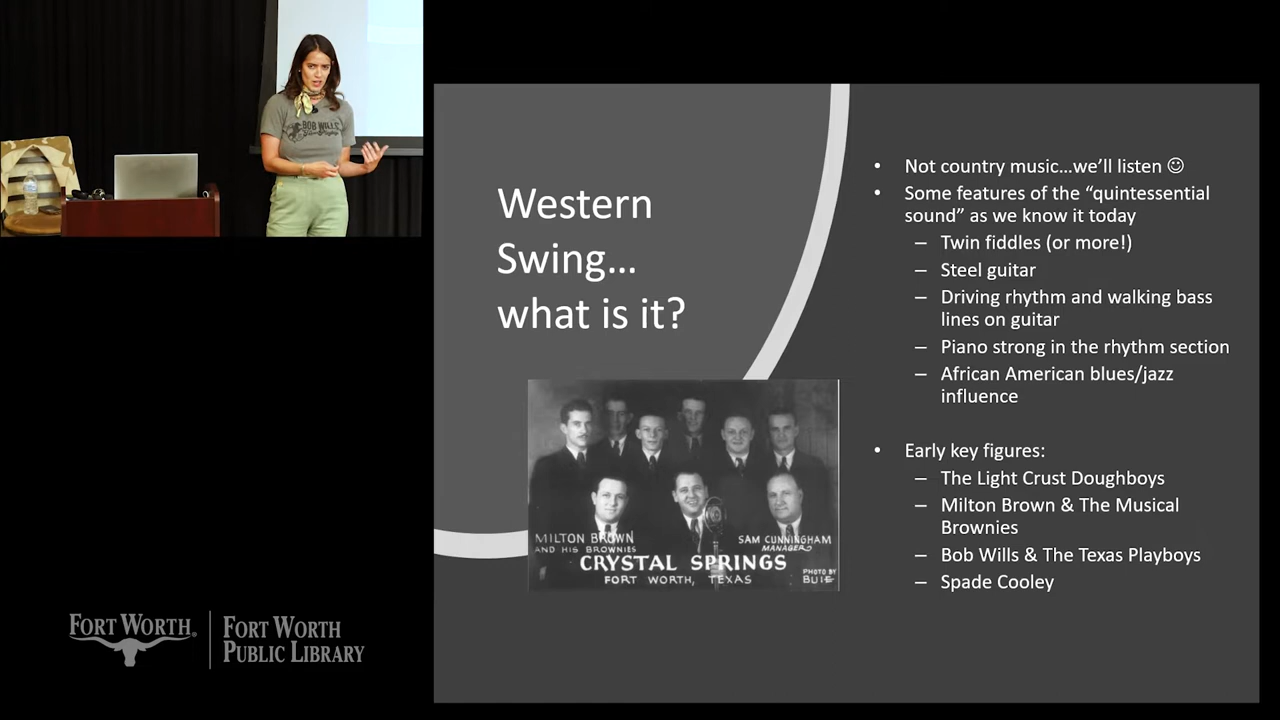 BOB WILLS
Western
Swing...
what is it?
MILTON BROWN
AND HIS BROWNIES
SAM CUNNINGHAM
MANAGER
CRYSTAL SPRINGS
FORT WORTH, TEXAS
PHOTO BY
BUIE
• Not country music...we'll listen ☺
• Some features of the “quintessential
sound” as we know it today
– Twin fiddles (or more!)
– Steel guitar
– Driving rhythm and walking bass
lines on guitar
– Piano strong in the rhythm section
– African American blues/jazz
influence
• Early key figures:
– The Light Crust Doughboys
– Milton Brown & The Musical
Brownies
– Bob Wills & The Texas Playboys
– Spade Cooley
FORT WORTH®
FORT WORTH
PUBLIC LIBRARY